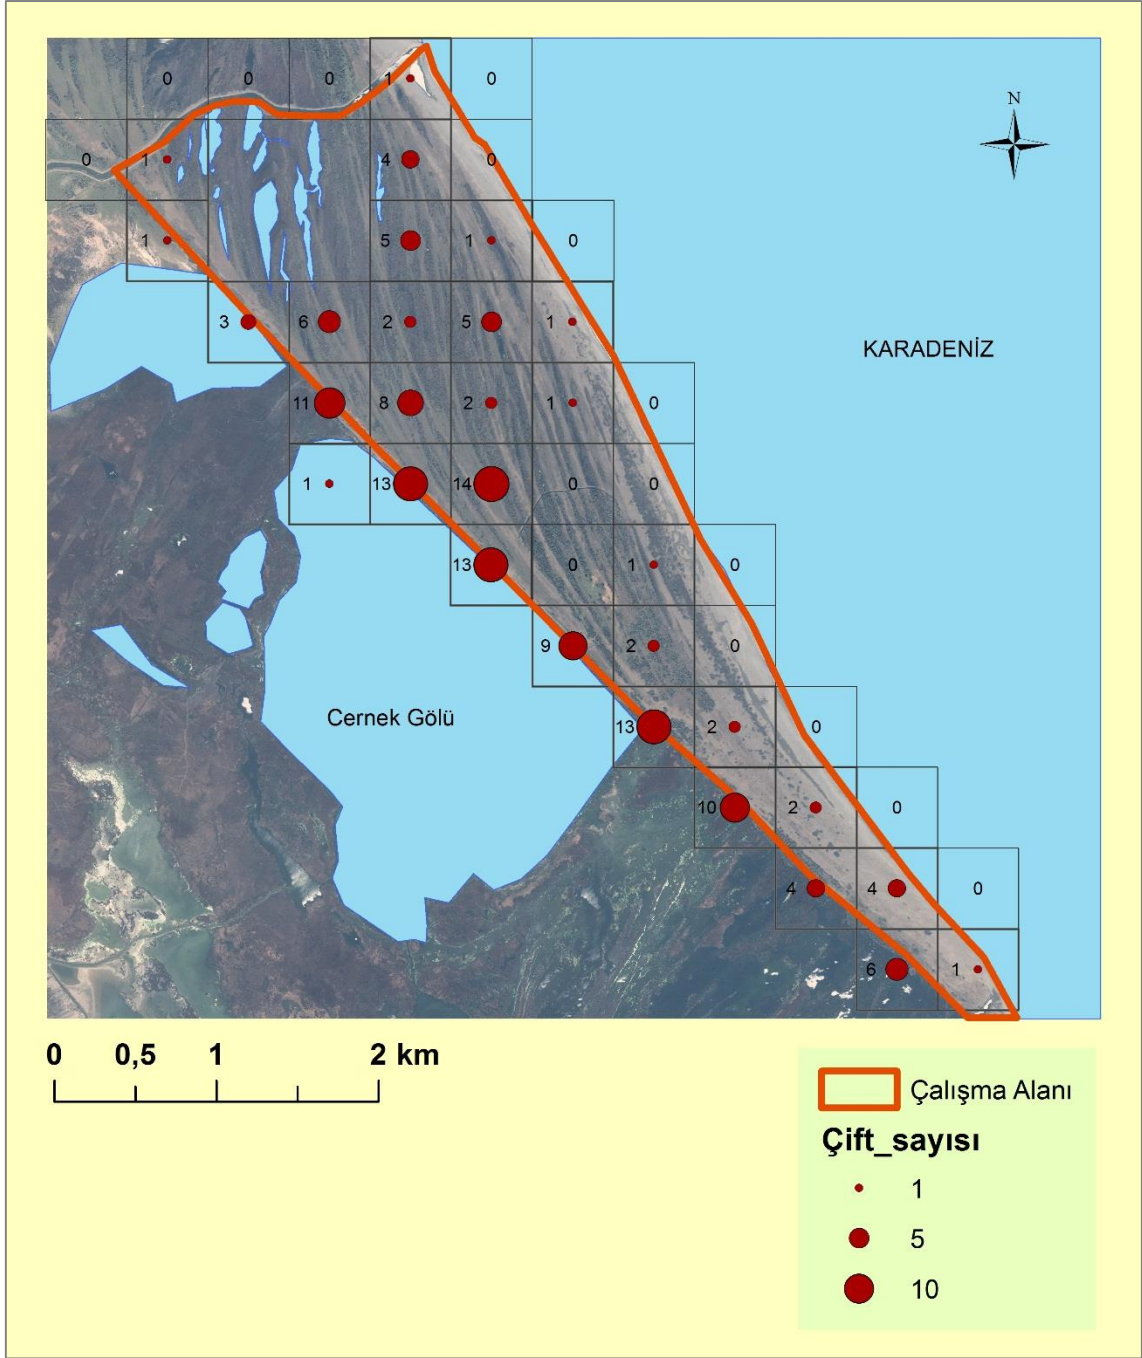 0 0 0 1 0
N
0 1 4 0
1 5 1 0
3 6 2 5 1
KARADENİZ
11 8 2 1 0
1 13 14 0 0
13 0 1 0
9 2 0
Cernek Gölü
13 2 0
10 2 0
4 4 0
6 1
0 0,5 1 2 km
Çalışma Alanı
Çift_sayısı
1
5
10